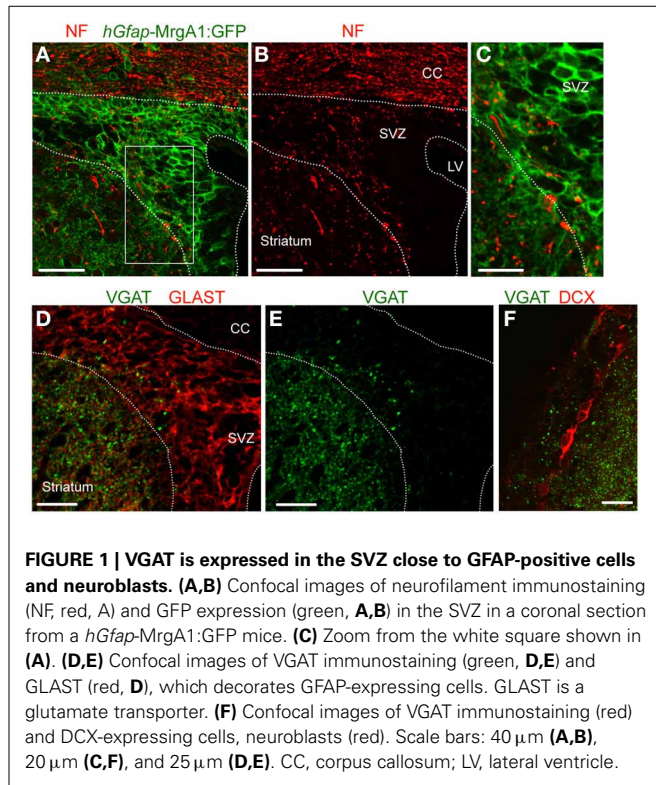 NF hGfap-MrgA1:GFP
NF
A
B
CC
SVZ
LV
Striatum
C
SVZ
VGAT GLAST
VGAT
VGAT DCX
D
CC
SVZ
Striatum
E
F
FIGURE 1 | VGAT is expressed in the SVZ close to GFAP-positive cells
and neuroblasts. (A,B) Confocal images of neurofilament immunostaining
(NF, red, A) and GFP expression (green, A,B) in the SVZ in a coronal section
from a hGfap-MrgA1:GFP mice. (C) Zoom from the white square shown in
(A). (D,E) Confocal images of VGAT immunostaining (green, D,E) and
GLAST (red, D), which decorates GFAP-expressing cells. GLAST is a
glutamate transporter. (F) Confocal images of VGAT immunostaining (red)
and DCX-expressing cells, neuroblasts (red). Scale bars: 40 μm (A,B),
20 μm (C,F), and 25 μm (D,E). CC, corpus callosum; LV, lateral ventricle.